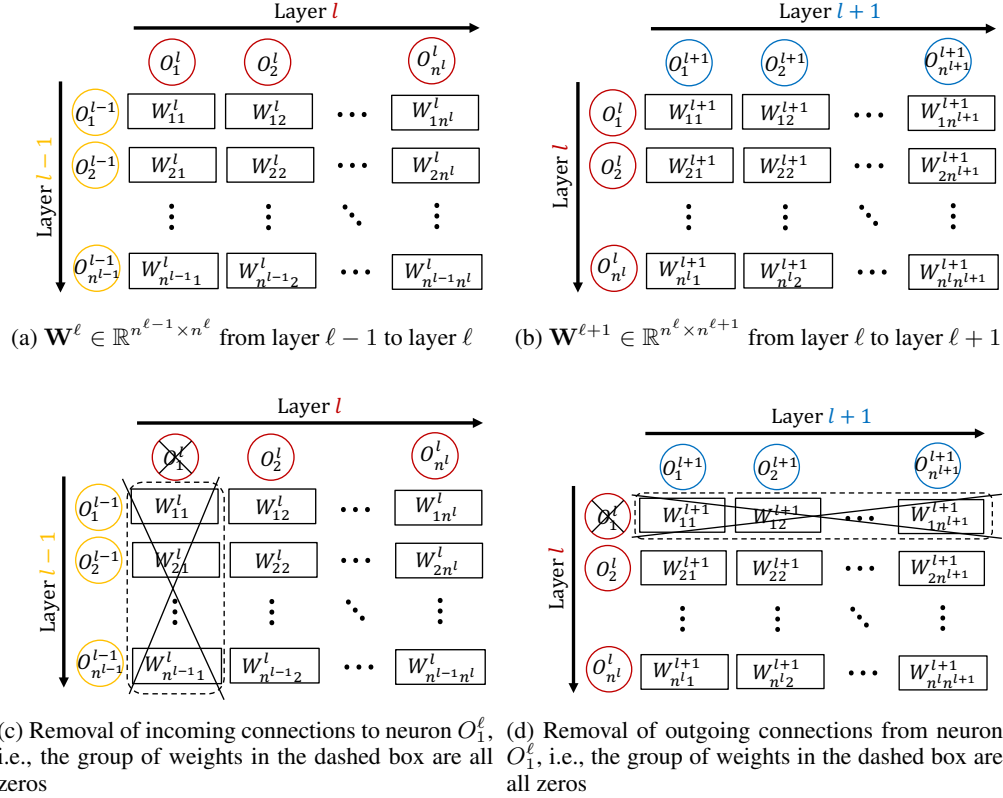 Layer l
O_1^l O_2^l O_{n^l}^l
Layer l − 1
O_1^{l-1} W_{11}^l W_{12}^l ⋯ W_{1n^l}^l
O_2^{l-1} W_{21}^l W_{22}^l ⋯ W_{2n^l}^l
⋮ ⋮ ⋱ ⋮
O_{n^{l-1}}^{l-1} W_{n^{l-1}1}^l W_{n^{l-1}2}^l ⋯ W_{n^{l-1}n^l}^l
(a) W^ℓ ∈ ℝ^{n^{ℓ−1}×n^ℓ} from layer ℓ − 1 to layer ℓ
Layer l + 1
O_1^{l+1} O_2^{l+1} O_{n^{l+1}}^{l+1}
Layer l
O_1^l W_{11}^{l+1} W_{12}^{l+1} ⋯ W_{1n^{l+1}}^{l+1}
O_2^l W_{21}^{l+1} W_{22}^{l+1} ⋯ W_{2n^{l+1}}^{l+1}
⋮ ⋮ ⋱ ⋮
O_{n^l}^l W_{n^l1}^{l+1} W_{n^l2}^{l+1} ⋯ W_{n^ln^{l+1}}^{l+1}
(b) W^{ℓ+1} ∈ ℝ^{n^ℓ×n^{ℓ+1}} from layer ℓ to layer ℓ + 1
Layer l
O_1^l O_2^l O_{n^l}^l
Layer l − 1
O_1^{l-1} W_{11}^l W_{12}^l ⋯ W_{1n^l}^l
O_2^{l-1} W_{21}^l W_{22}^l ⋯ W_{2n^l}^l
⋮ ⋮ ⋱ ⋮
O_{n^{l-1}}^{l-1} W_{n^{l-1}1}^l W_{n^{l-1}2}^l ⋯ W_{n^{l-1}n^l}^l
(c) Removal of incoming connections to neuron O_1^ℓ,
i.e., the group of weights in the dashed box are all
zeros
Layer l + 1
O_1^{l+1} O_2^{l+1} O_{n^{l+1}}^{l+1}
Layer l
O_1^l W_{11}^{l+1} W_{12}^{l+1} ⋯ W_{1n^{l+1}}^{l+1}
O_2^l W_{21}^{l+1} W_{22}^{l+1} ⋯ W_{2n^{l+1}}^{l+1}
⋮ ⋮ ⋱ ⋮
O_{n^l}^l W_{n^l1}^{l+1} W_{n^l2}^{l+1} ⋯ W_{n^ln^{l+1}}^{l+1}
(d) Removal of outgoing connections from neuron
O_1^ℓ, i.e., the group of weights in the dashed box are
all zeros